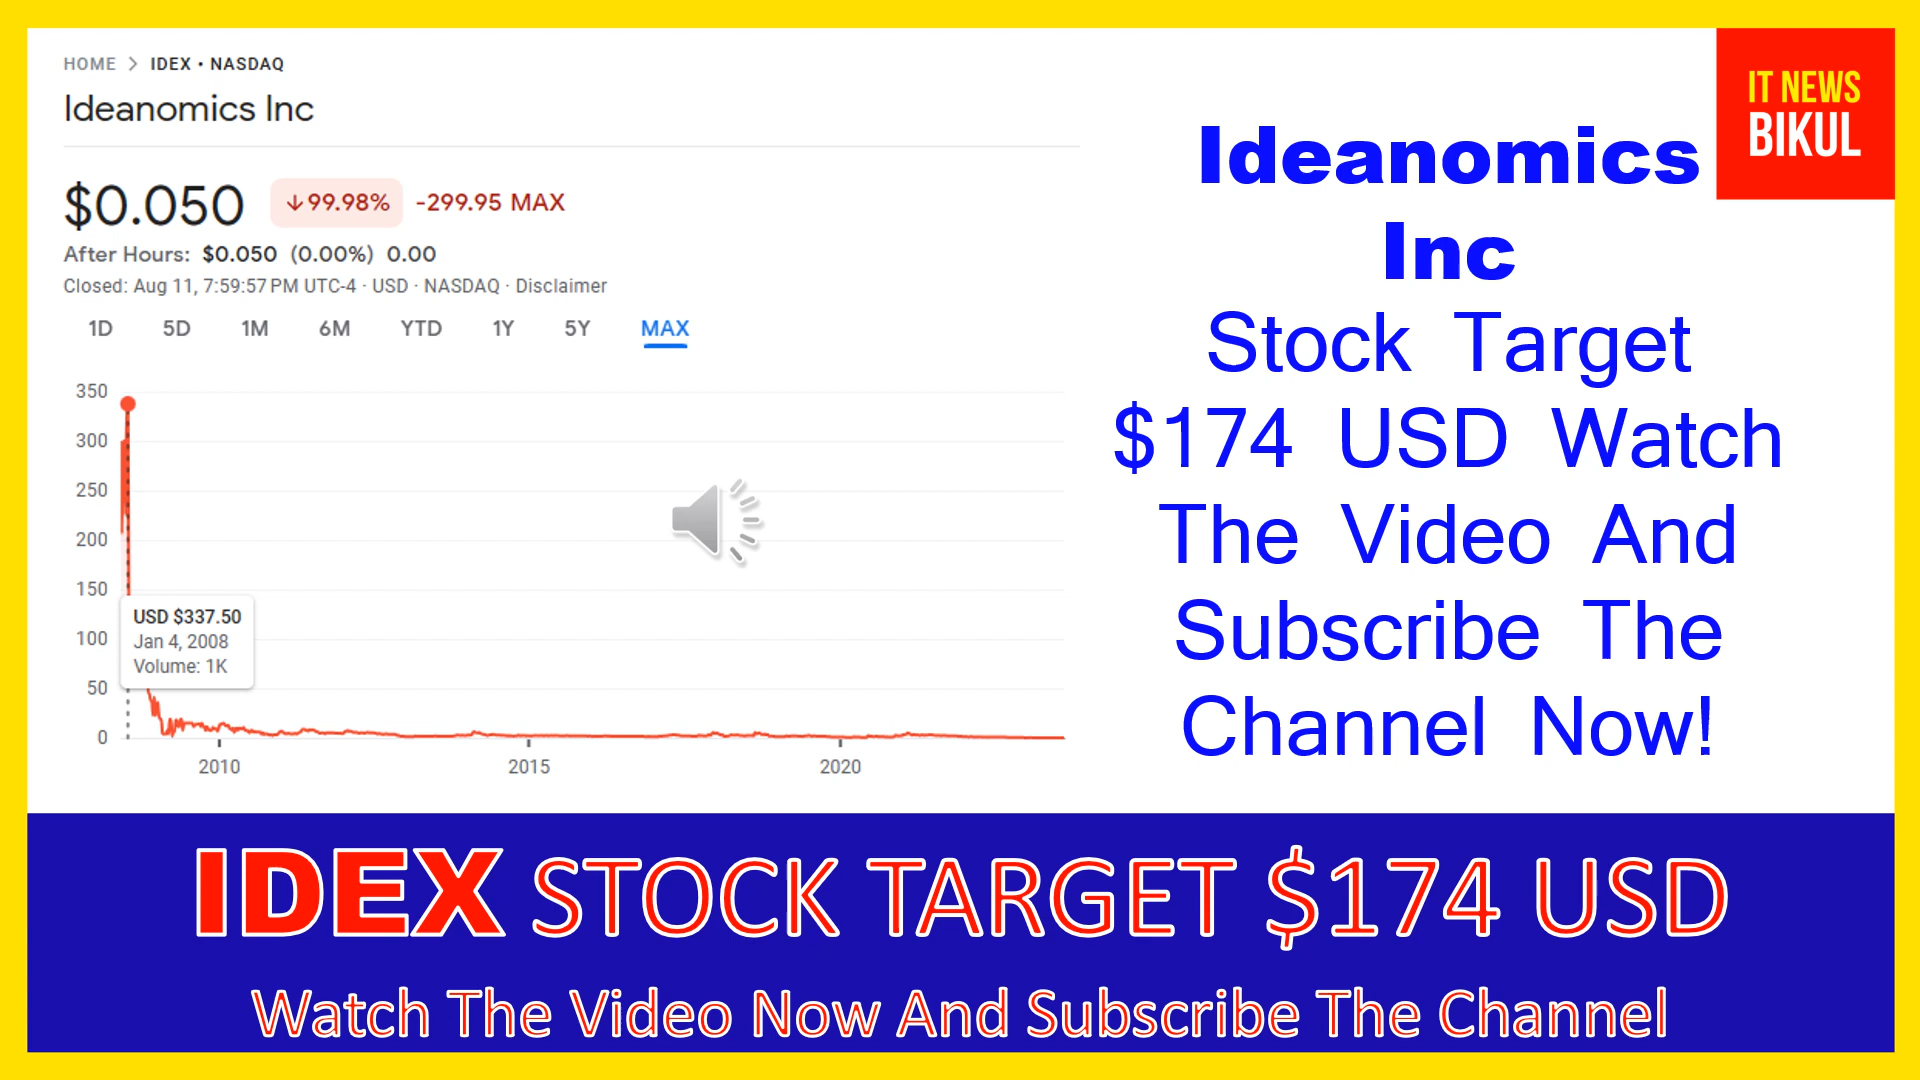 HOME > IDEX • NASDAQ
Ideanomics Inc
$0.050 ↓99.98% -299.95 MAX
After Hours: $0.050 (0.00%) 0.00
Closed: Aug 11, 7:59:57 PM UTC-4 · USD · NASDAQ · Disclaimer
1D 5D 1M 6M YTD 1Y 5Y MAX
350
300
250
200
150
100
50
0
USD $337.50
Jan 4, 2008
Volume: 1K
2010 2015 2020
IT NEWS
BIKUL
Ideanomics
Inc
Stock Target
$174 USD Watch
The Video And
Subscribe The
Channel Now!
IDEX STOCK TARGET $174 USD
Watch The Video Now And Subscribe The Channel